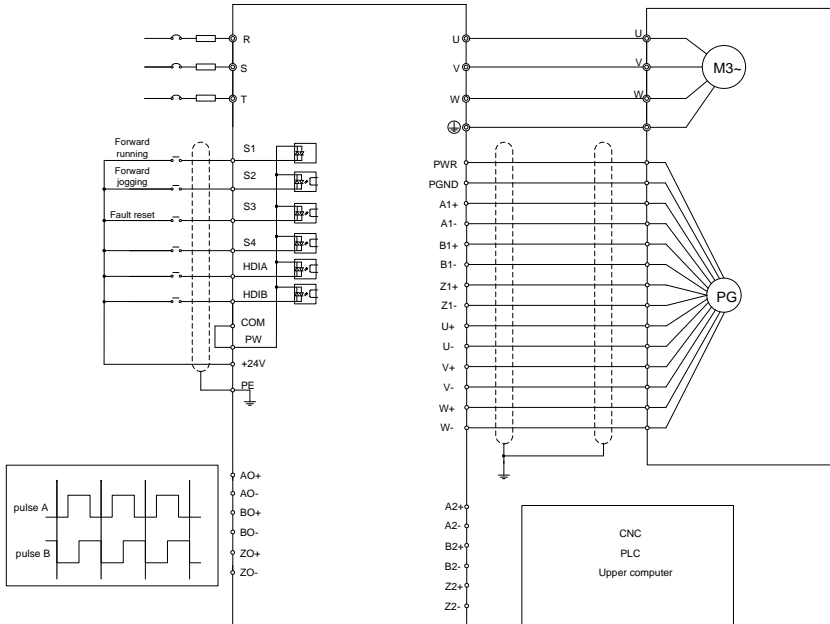 R
S
T
Forward
running
Forward
jogging
Fault reset
S1
S2
S3
S4
HDIA
HDIB
COM
PW
+24V
PE
pulse A
pulse B
AO+
AO-
BO+
BO-
ZO+
ZO-
U
V
W
U
V
W
M3~
PWR
PGND
A1+
A1-
B1+
B1-
Z1+
Z1-
U+
U-
V+
V-
W+
W-
PG
A2+
A2-
B2+
B2-
Z2+
Z2-
CNC
PLC
Upper computer